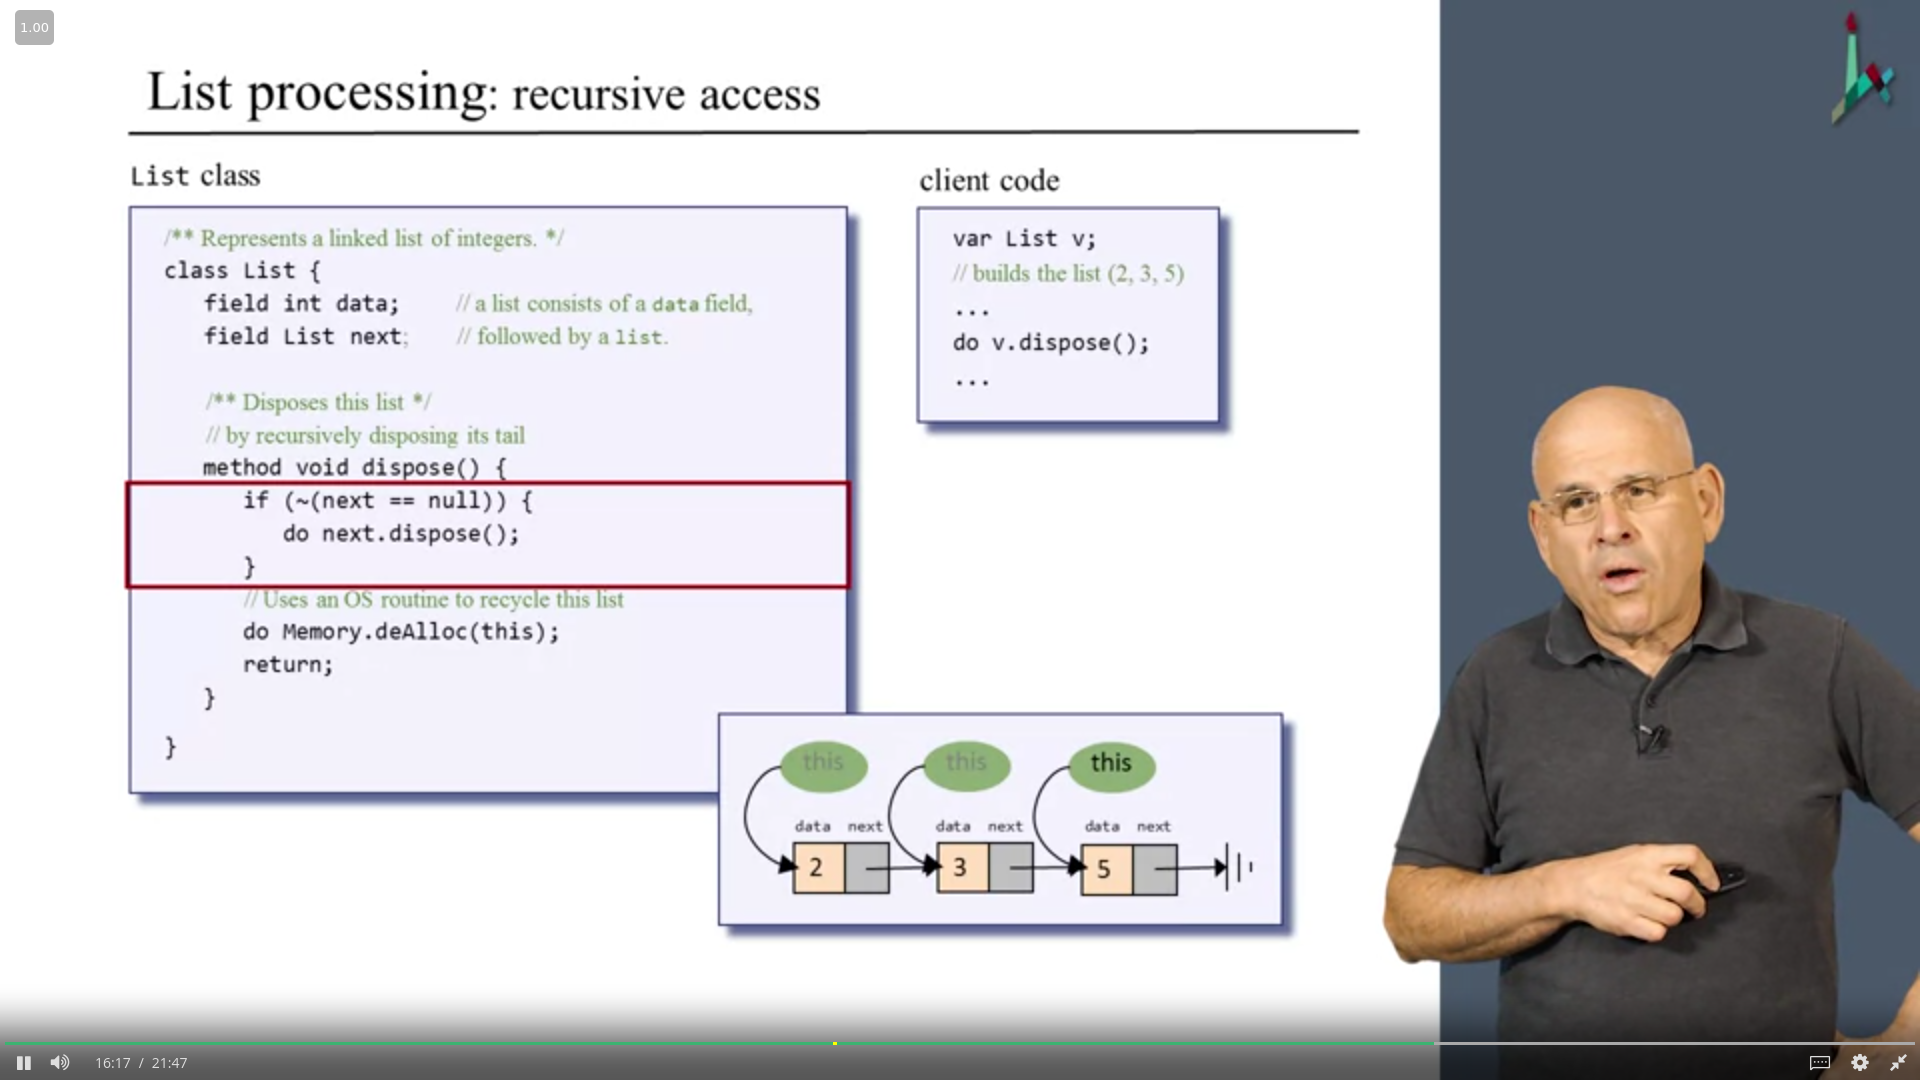 1.00
List processing: recursive access
List class
/** Represents a linked list of integers. */
class List {
field int data; // a list consists of a data field,
field List next; // followed by a list.
/** Disposes this list */
// by recursively disposing its tail
method void dispose() {
if (~(next == null)) {
do next.dispose();
}
// Uses an OS routine to recycle this list
do Memory.deAlloc(this);
return;
}
}
client code
var List v;
// builds the list (2, 3, 5)
...
do v.dispose();
...
this this this
data next data next data next
2 3 5
16:17 / 21:47